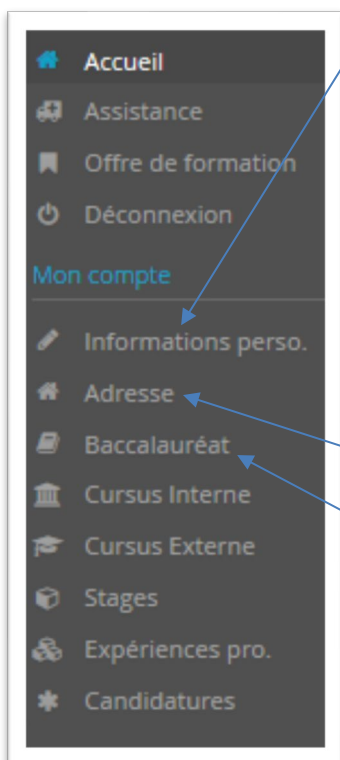 Accueil
Assistance
Offre de formation
Déconnexion
Mon compte
Informations perso.
Adresse
Baccalauréat
Cursus Interne
Cursus Externe
Stages
Expériences pro.
Candidatures